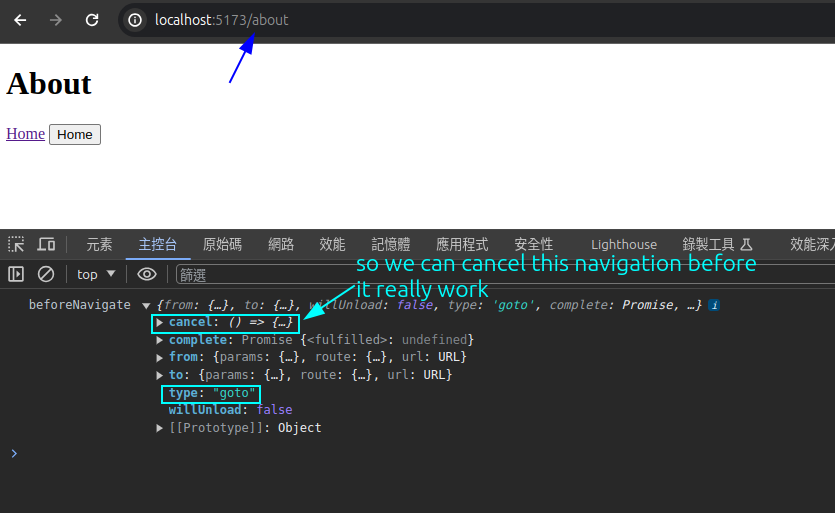 localhost:5173/about
About
Home Home
元素 主控台 原始碼 網路 效能 記憶體 應用程式 安全性 Lighthouse 錄製工具 效能深入
top 篩選
so we can cancel this navigation before
it really work
beforeNavigate {from: {…}, to: {…}, willUnload: false, type: 'goto', complete: Promise, …} i
cancel: () => {…}
complete: Promise {<fulfilled>: undefined}
from: {params: {…}, route: {…}, url: URL}
to: {params: {…}, route: {…}, url: URL}
type: "goto"
willUnload: false
[[Prototype]]: Object